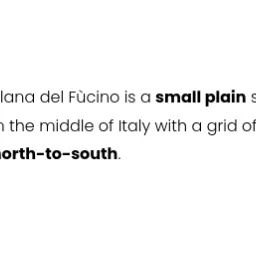 lana del Fùcino is a small plain s
n the middle of Italy with a grid of
north-to-south.